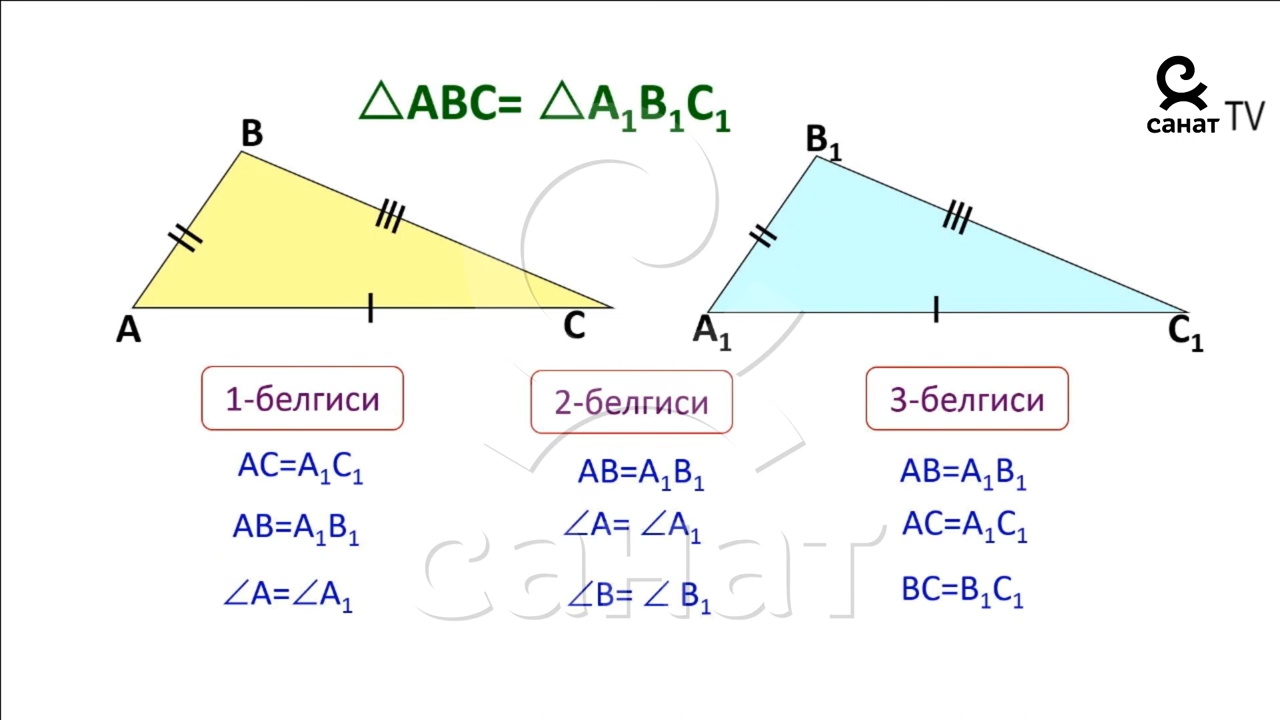 санат TV
△ABC= △A₁B₁C₁
B
B₁
A
C
A₁
C₁
1-белгиси
AC=A₁C₁
AB=A₁B₁
∠A=∠A₁
2-белгиси
AB=A₁B₁
∠A= ∠A₁
∠B= ∠ B₁
3-белгиси
AB=A₁B₁
AC=A₁C₁
BC=B₁C₁
санат